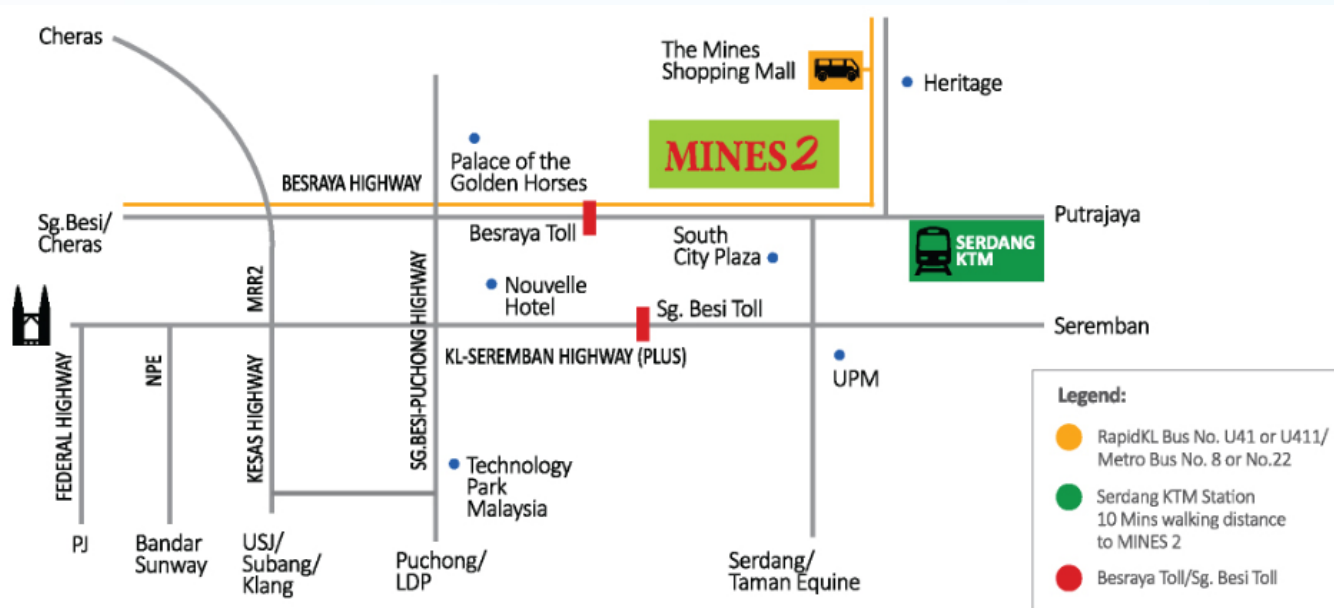 Cheras
The Mines
Shopping Mall
Heritage
MINES 2
Palace of the
Golden Horses
BESRAYA HIGHWAY
Sg.Besi/
Cheras
Putrajaya
Besraya Toll
South
City Plaza
SERDANG
KTM
MRR2
SG.BESI-PUCHONG HIGHWAY
Nouvelle
Hotel
Sg. Besi Toll
Seremban
KL-SEREMBAN HIGHWAY (PLUS)
FEDERAL HIGHWAY
NPE
KESAS HIGHWAY
UPM
Technology
Park
Malaysia
PJ
Bandar
Sunway
USJ/
Subang/
Klang
Puchong/
LDP
Serdang/
Taman Equine
Legend:
RapidKL Bus No. U41 or U411/
Metro Bus No. 8 or No.22
Serdang KTM Station
10 Mins walking distance
to MINES 2
Besraya Toll/Sg. Besi Toll